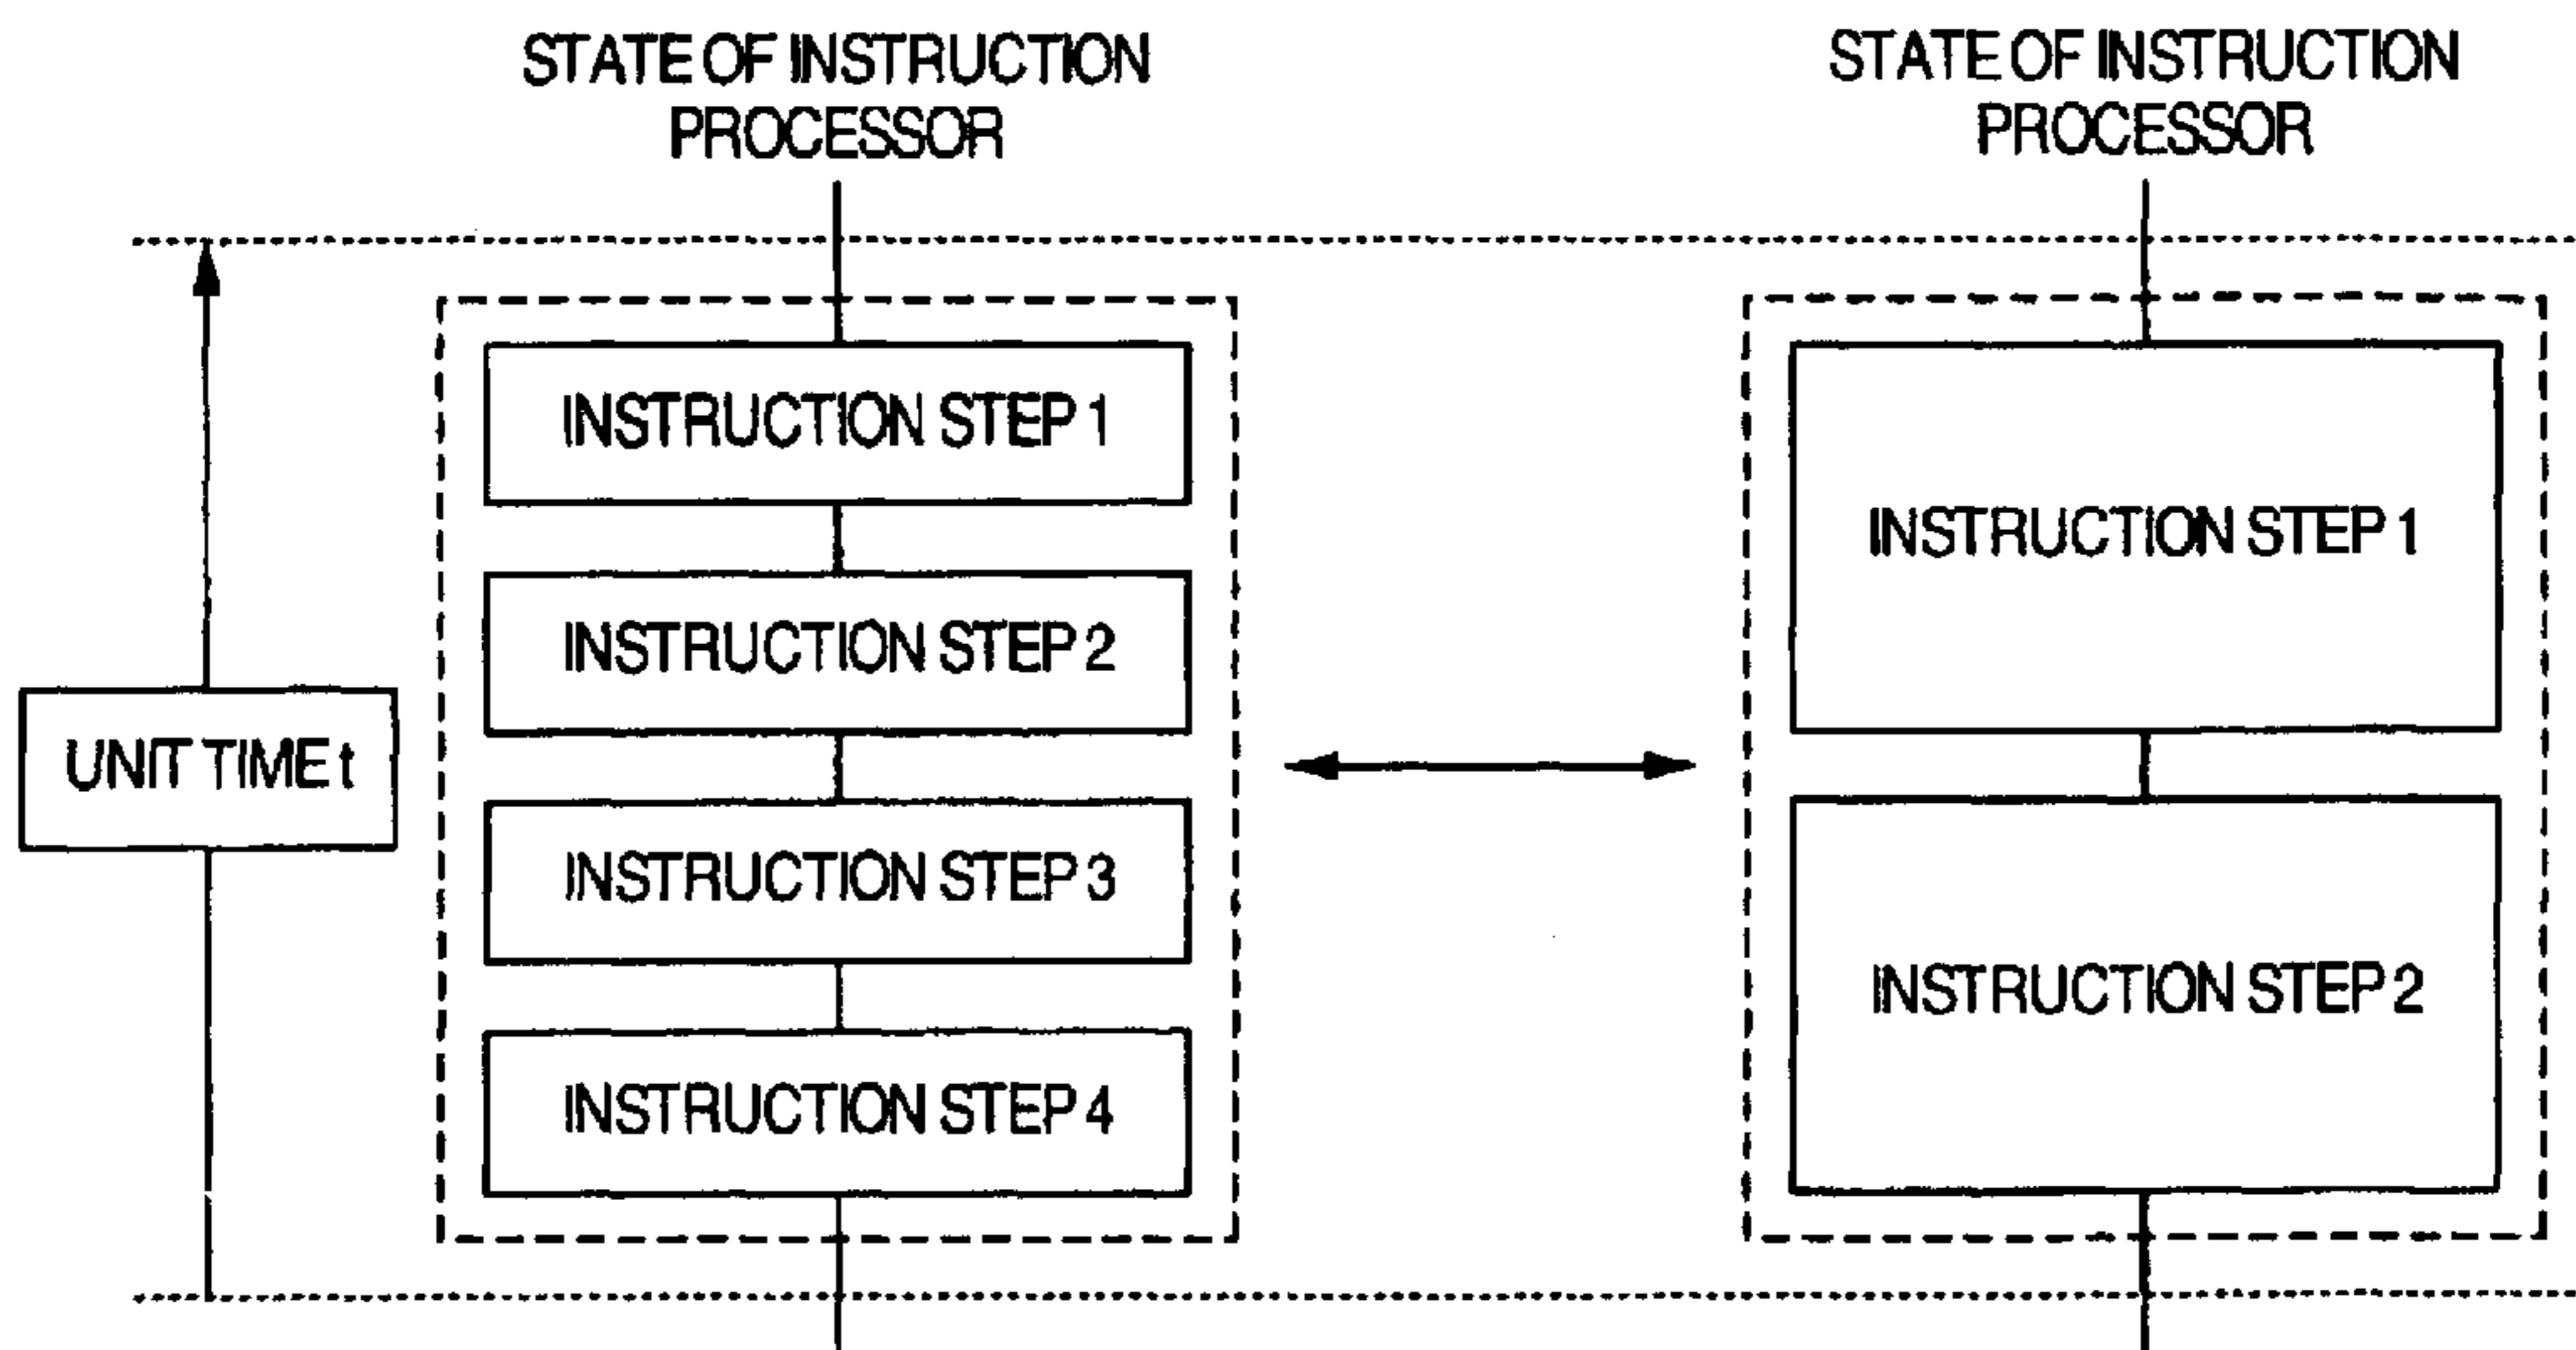 STATE OF INSTRUCTION
PROCESSOR
STATE OF INSTRUCTION
PROCESSOR
UNIT TIME t
INSTRUCTION STEP 1
INSTRUCTION STEP 2
INSTRUCTION STEP 3
INSTRUCTION STEP 4
INSTRUCTION STEP 1
INSTRUCTION STEP 2